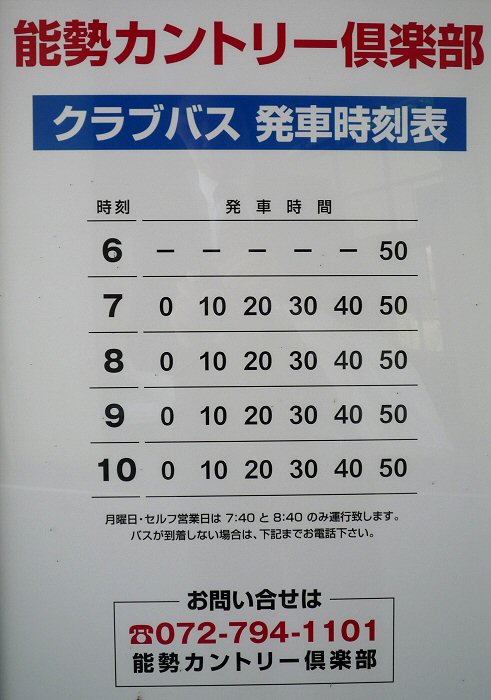 能勢カントリー倶楽部
クラブバス 発車時刻表
時刻 発車時間
6 － － － － － 50
7 0 10 20 30 40 50
8 0 10 20 30 40 50
9 0 10 20 30 40 50
10 0 10 20 30 40 50
月曜日・セルフ営業日は 7:40 と 8:40 のみ運行致します。
バスが到着しない場合は、下記までお電話下さい。
お問い合せは
☎072-794-1101
能勢カントリー倶楽部